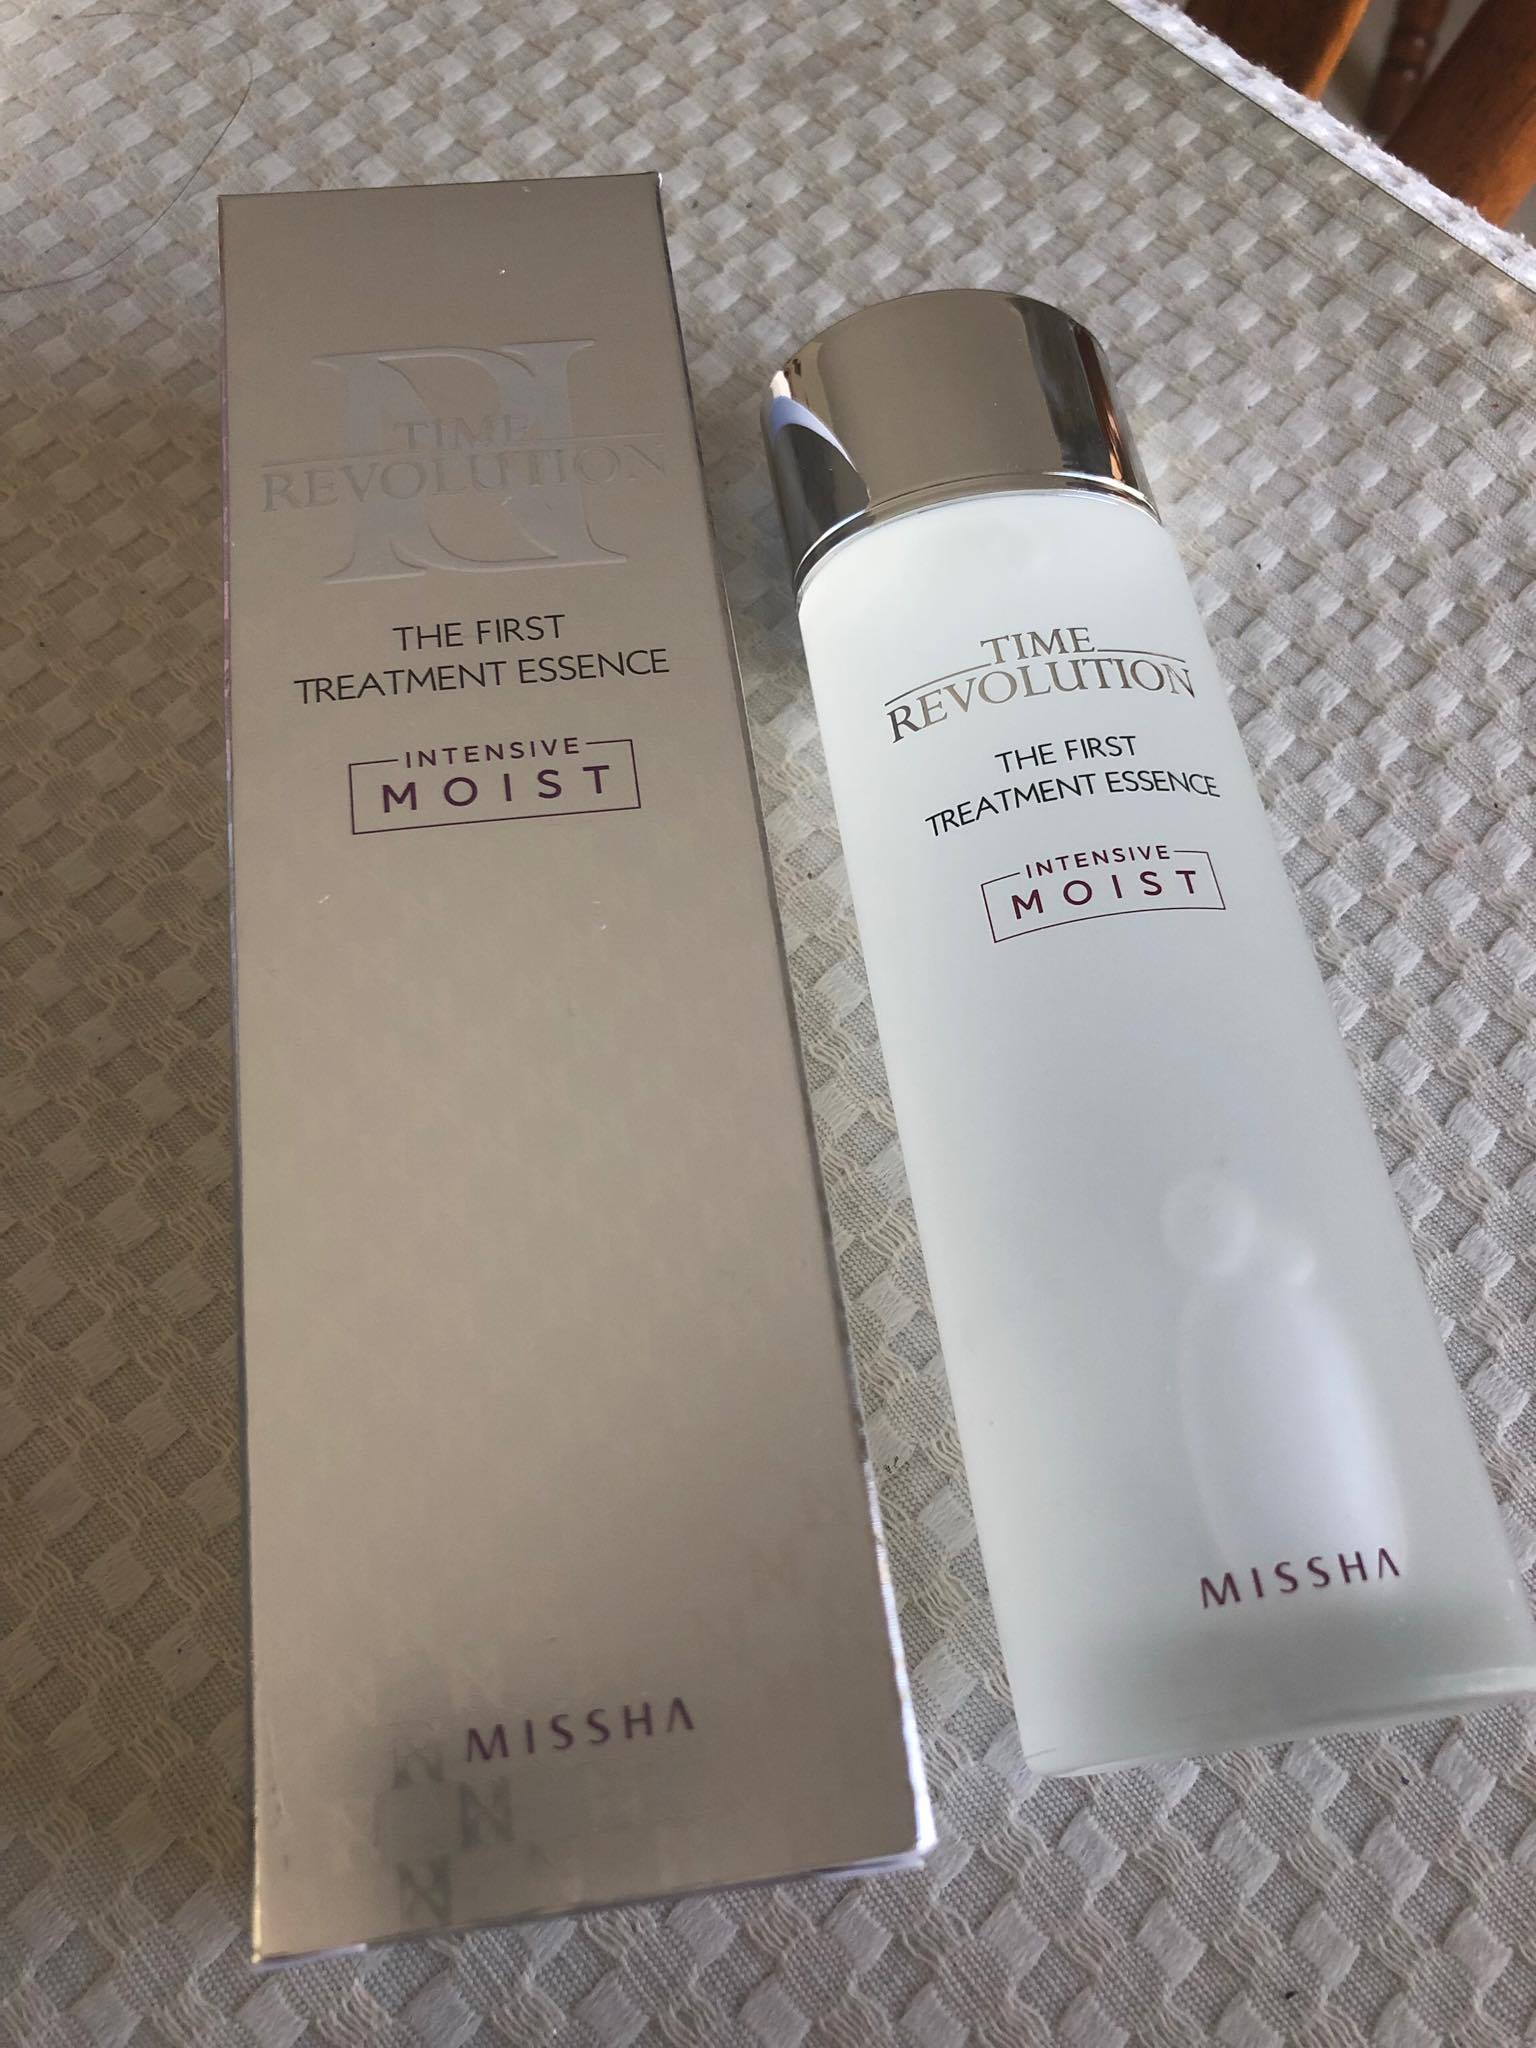 TIME
REVOLUTION
THE FIRST
TREATMENT ESSENCE
INTENSIVE
MOIST
MISSHA
TIME
REVOLUTION
THE FIRST
TREATMENT ESSENCE
INTENSIVE
MOIST
MISSHA